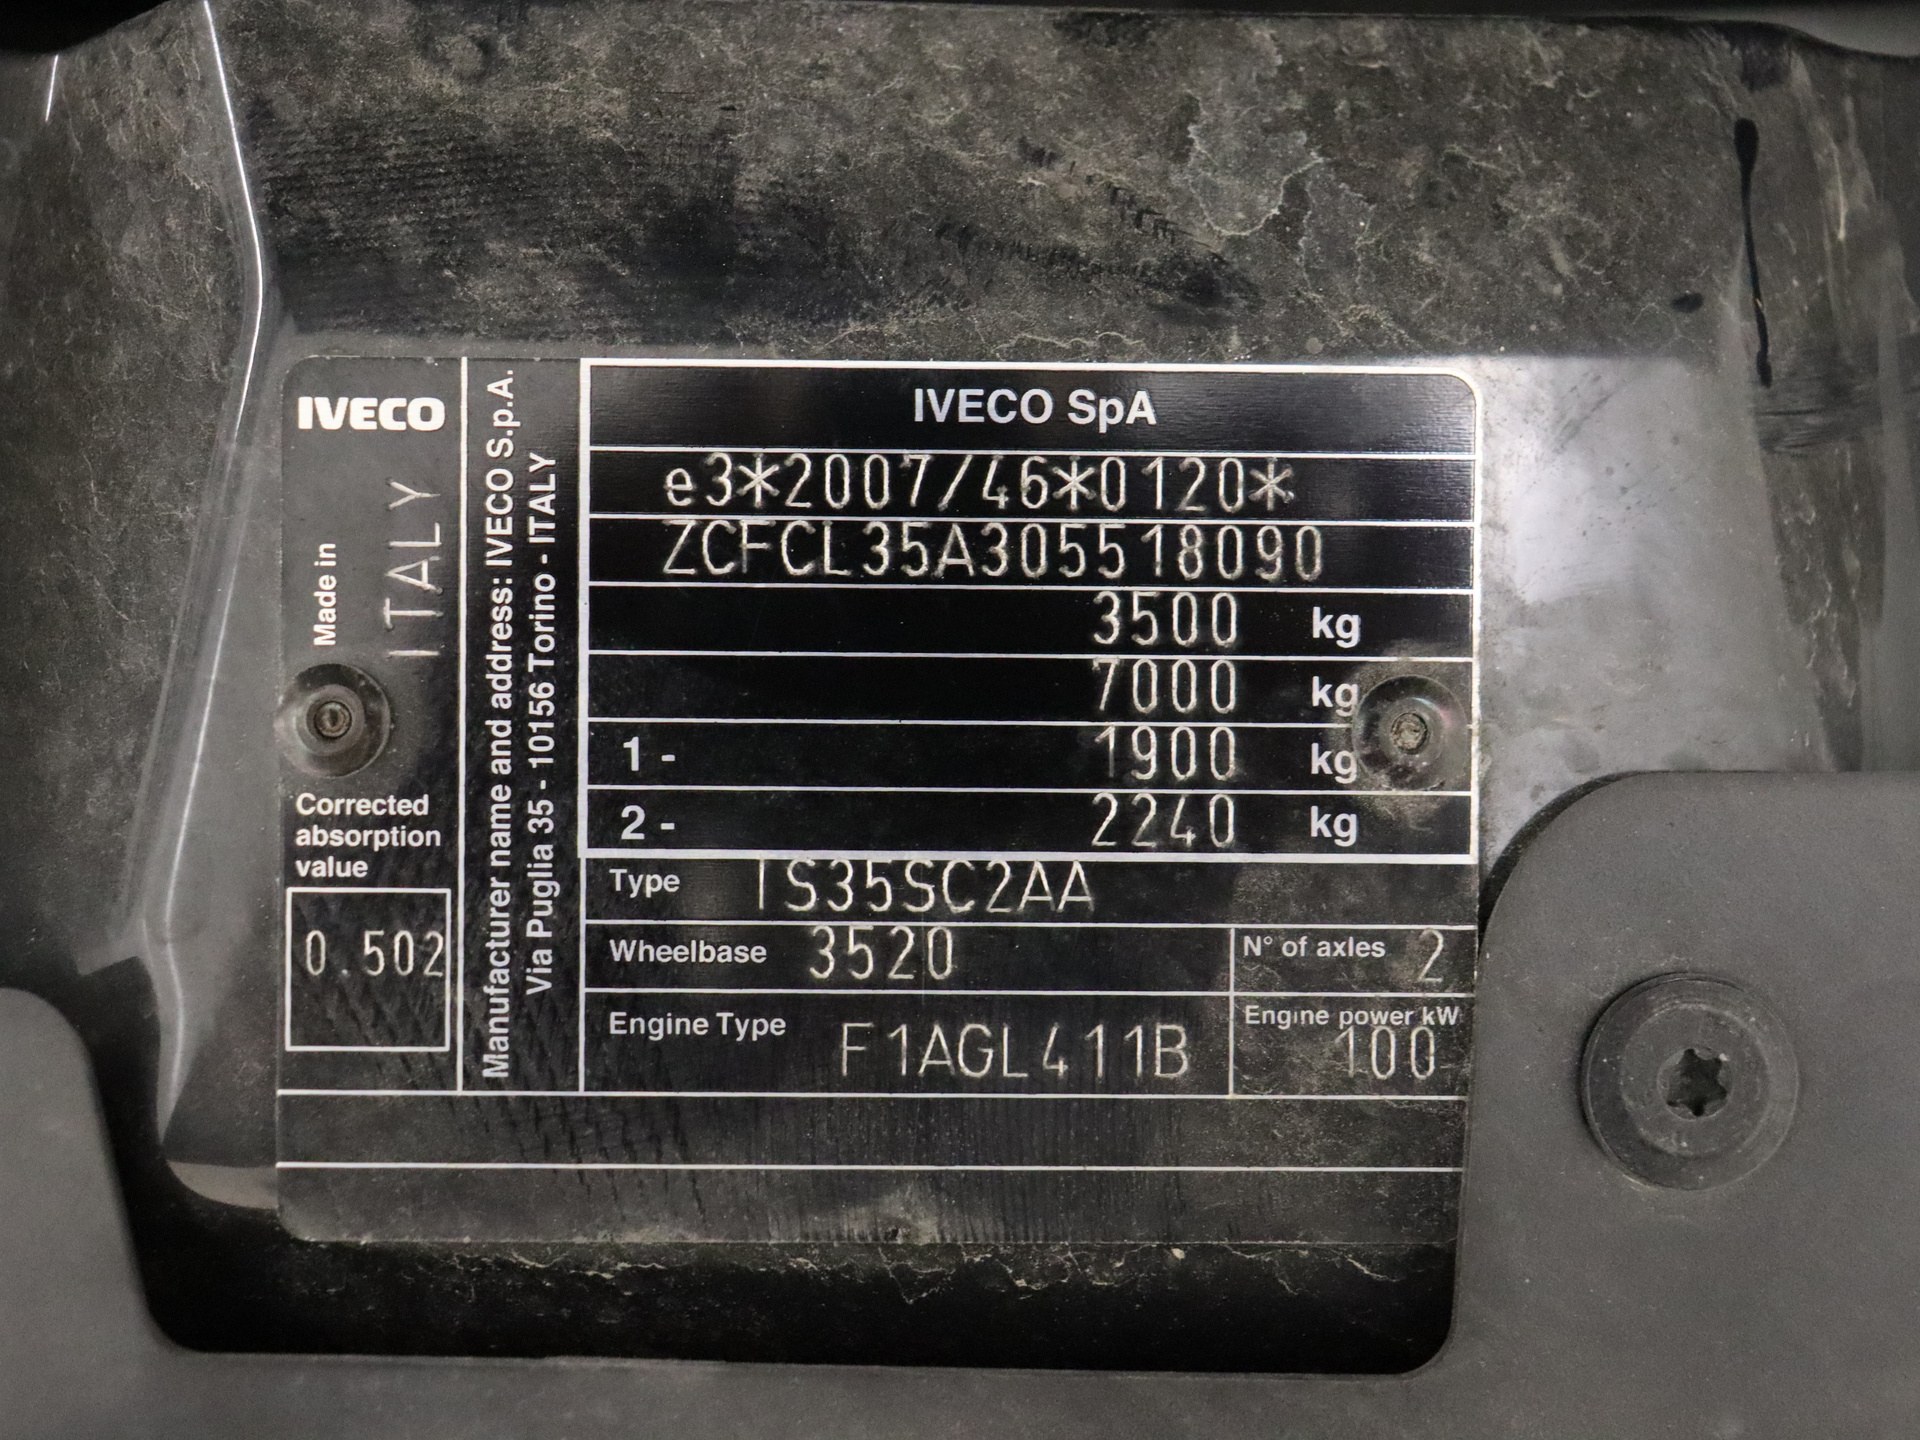 IVECO
Made in
ITALY
Corrected
absorption
value
0.502
Manufacturer name and address: IVECO S.p.A.
Via Puglia 35 - 10156 Torino - ITALY
IVECO SpA
e3*2007/46*0120*
ZCFCL35A305518090
3500 kg
7000 kg
1 - 1900 kg
2 - 2240 kg
Type IS35SC2AA
Wheelbase 3520
N° of axles 2
Engine Type F1AGL411B
Engine power kW
100